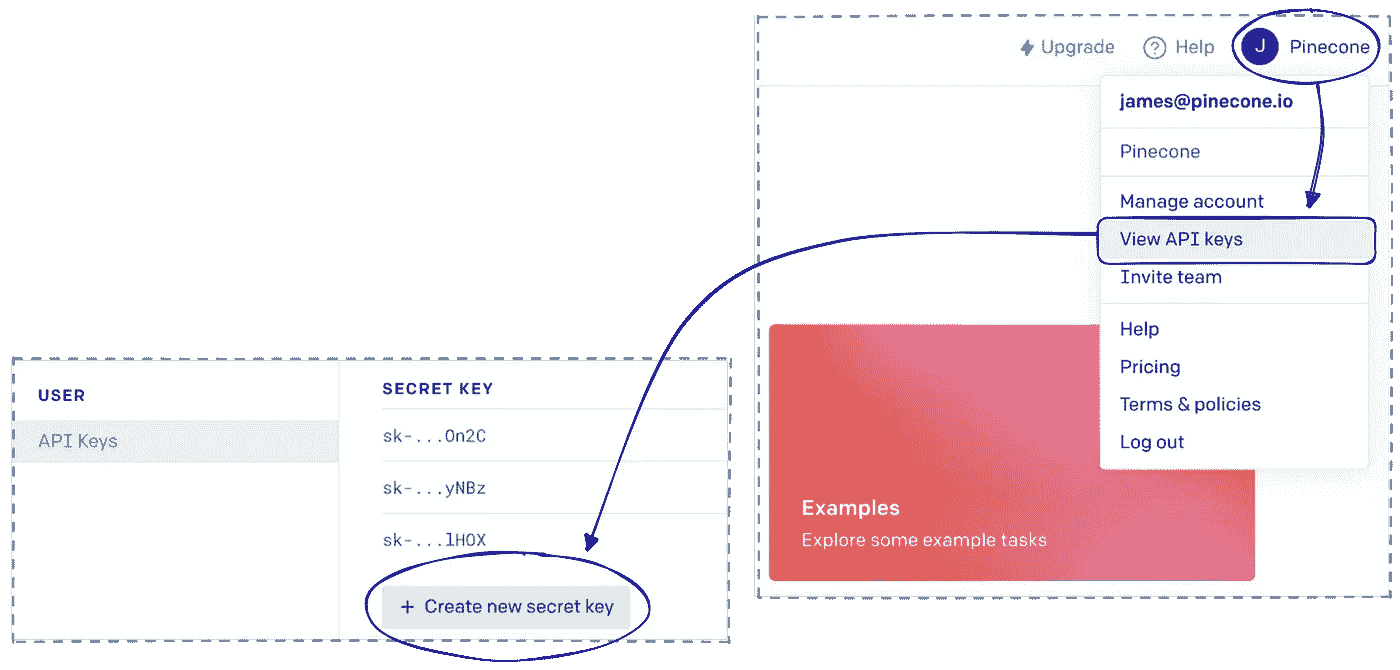 Upgrade
Help
J
Pinecone
james@pinecone.io
Pinecone
Manage account
View API keys
Invite team
Help
Pricing
Terms & policies
Log out
Examples
Explore some example tasks
USER
API Keys
SECRET KEY
sk-...0n2C
sk-...yNBz
sk-...lHOX
+ Create new secret key